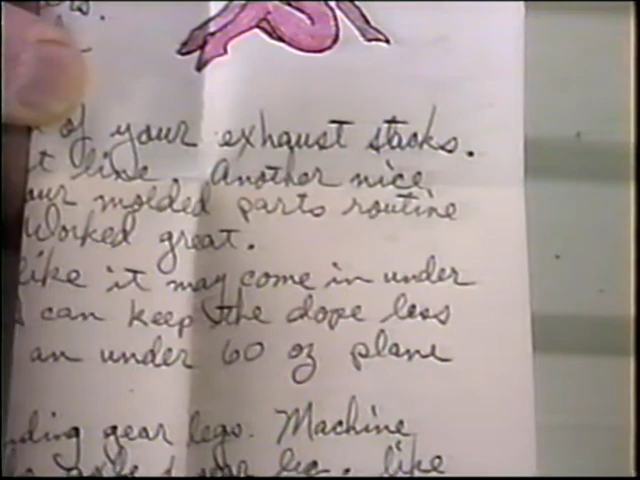 of your exhaust stacks.
t line. Another nice
our molded parts routine
Worked great.
like it may come in under
can keep the dope less
an under 60 oz plane
ding gear legs. Machine
like